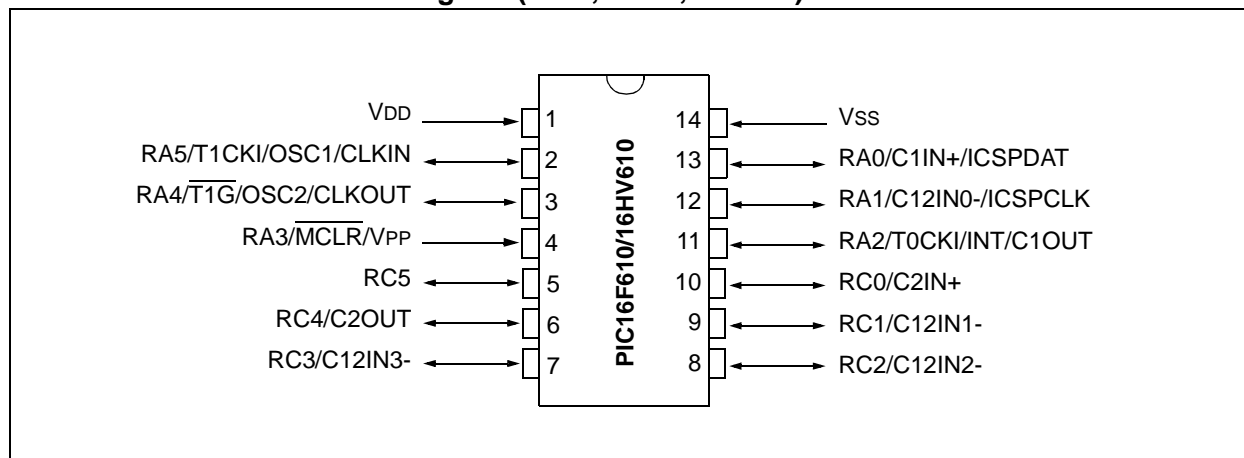 VDD 1 14 VSS
RA5/T1CKI/OSC1/CLKIN 2 13 RA0/C1IN+/ICSPDAT
RA4/T1G/OSC2/CLKOUT 3 12 RA1/C12IN0-/ICSPCLK
RA3/MCLR/VPP 4 11 RA2/T0CKI/INT/C1OUT
RC5 5 10 RC0/C2IN+
RC4/C2OUT 6 9 RC1/C12IN1-
RC3/C12IN3- 7 8 RC2/C12IN2-
PIC16F610/16HV610